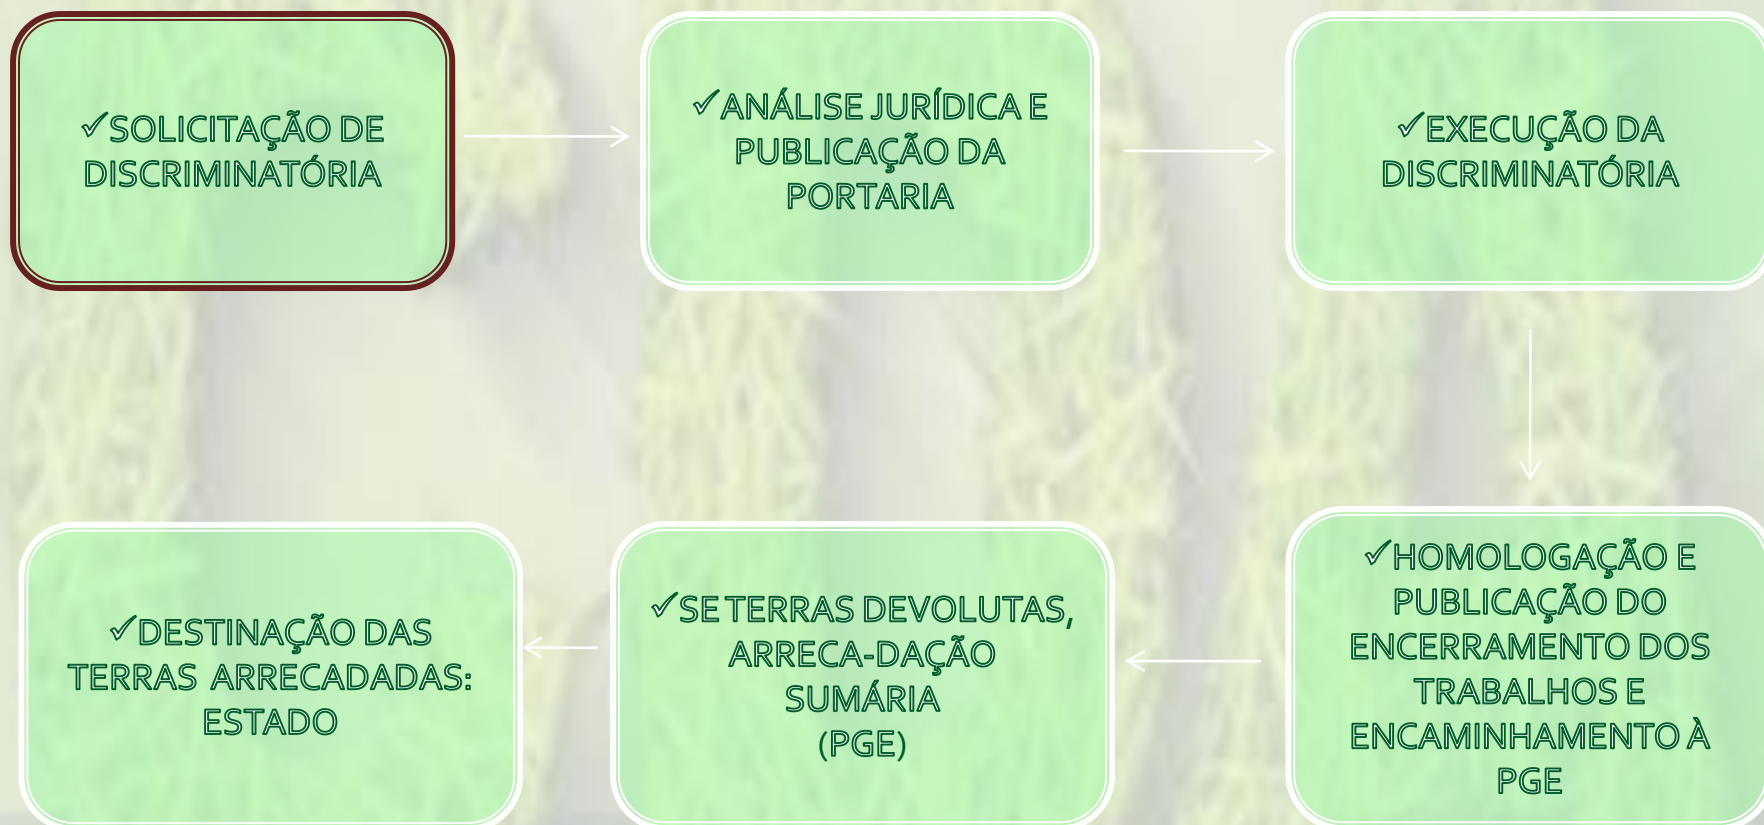 ✓SOLICITAÇÃO DE
DISCRIMINATÓRIA
✓ANÁLISE JURÍDICA E
PUBLICAÇÃO DA
PORTARIA
✓EXECUÇÃO DA
DISCRIMINATÓRIA
✓HOMOLOGAÇÃO E
PUBLICAÇÃO DO
ENCERRAMENTO DOS
TRABALHOS E
ENCAMINHAMENTO À
PGE
✓SE TERRAS DEVOLUTAS,
ARRECA-DAÇÃO
SUMÁRIA
(PGE)
✓DESTINAÇÃO DAS
TERRAS ARRECADADAS:
ESTADO